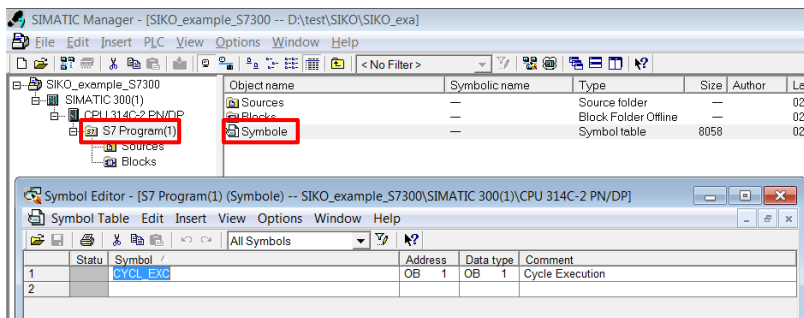 SIMATIC Manager - [SIKO_example_S7300 -- D:\test\SIKO\SIKO_exa]
File Edit Insert PLC View Options Window Help
< No Filter >
SIKO_example_S7300
SIMATIC 300(1)
CPU 314C-2 PN/DP
S7 Program(1)
Sources
Blocks
Object name Symbolic name Type Size Author La
Sources — Source folder — 02
Blocks — Block Folder Offline — 02
Symbole — Symbol table 8058 02
Symbol Editor - [S7 Program(1) (Symbole) -- SIKO_example_S7300\SIMATIC 300(1)\CPU 314C-2 PN/DP]
Symbol Table Edit Insert View Options Window Help
All Symbols
Statu Symbol / Address Data type Comment
1 CYCL_EXC OB 1 OB 1 Cycle Execution
2